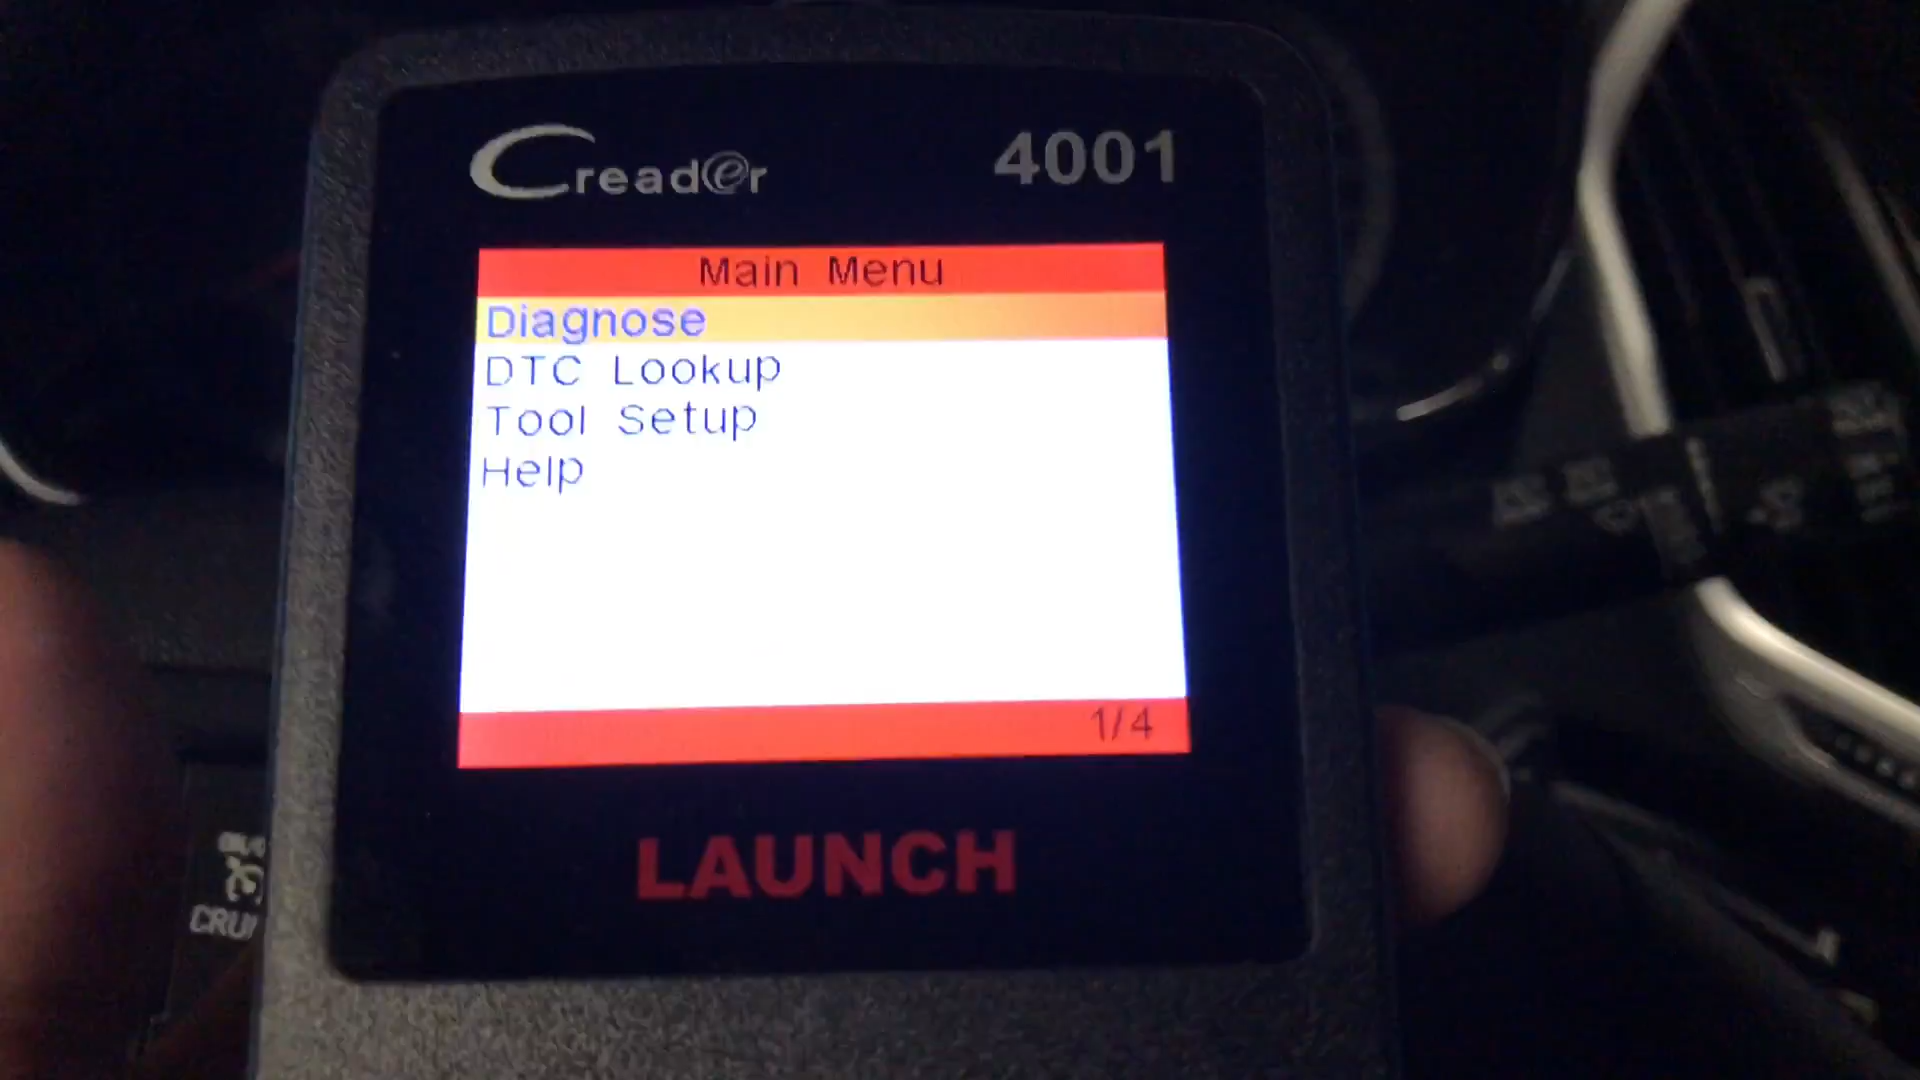 Creader 4001
Main Menu
Diagnose
DTC Lookup
Tool Setup
Help
1/4
LAUNCH